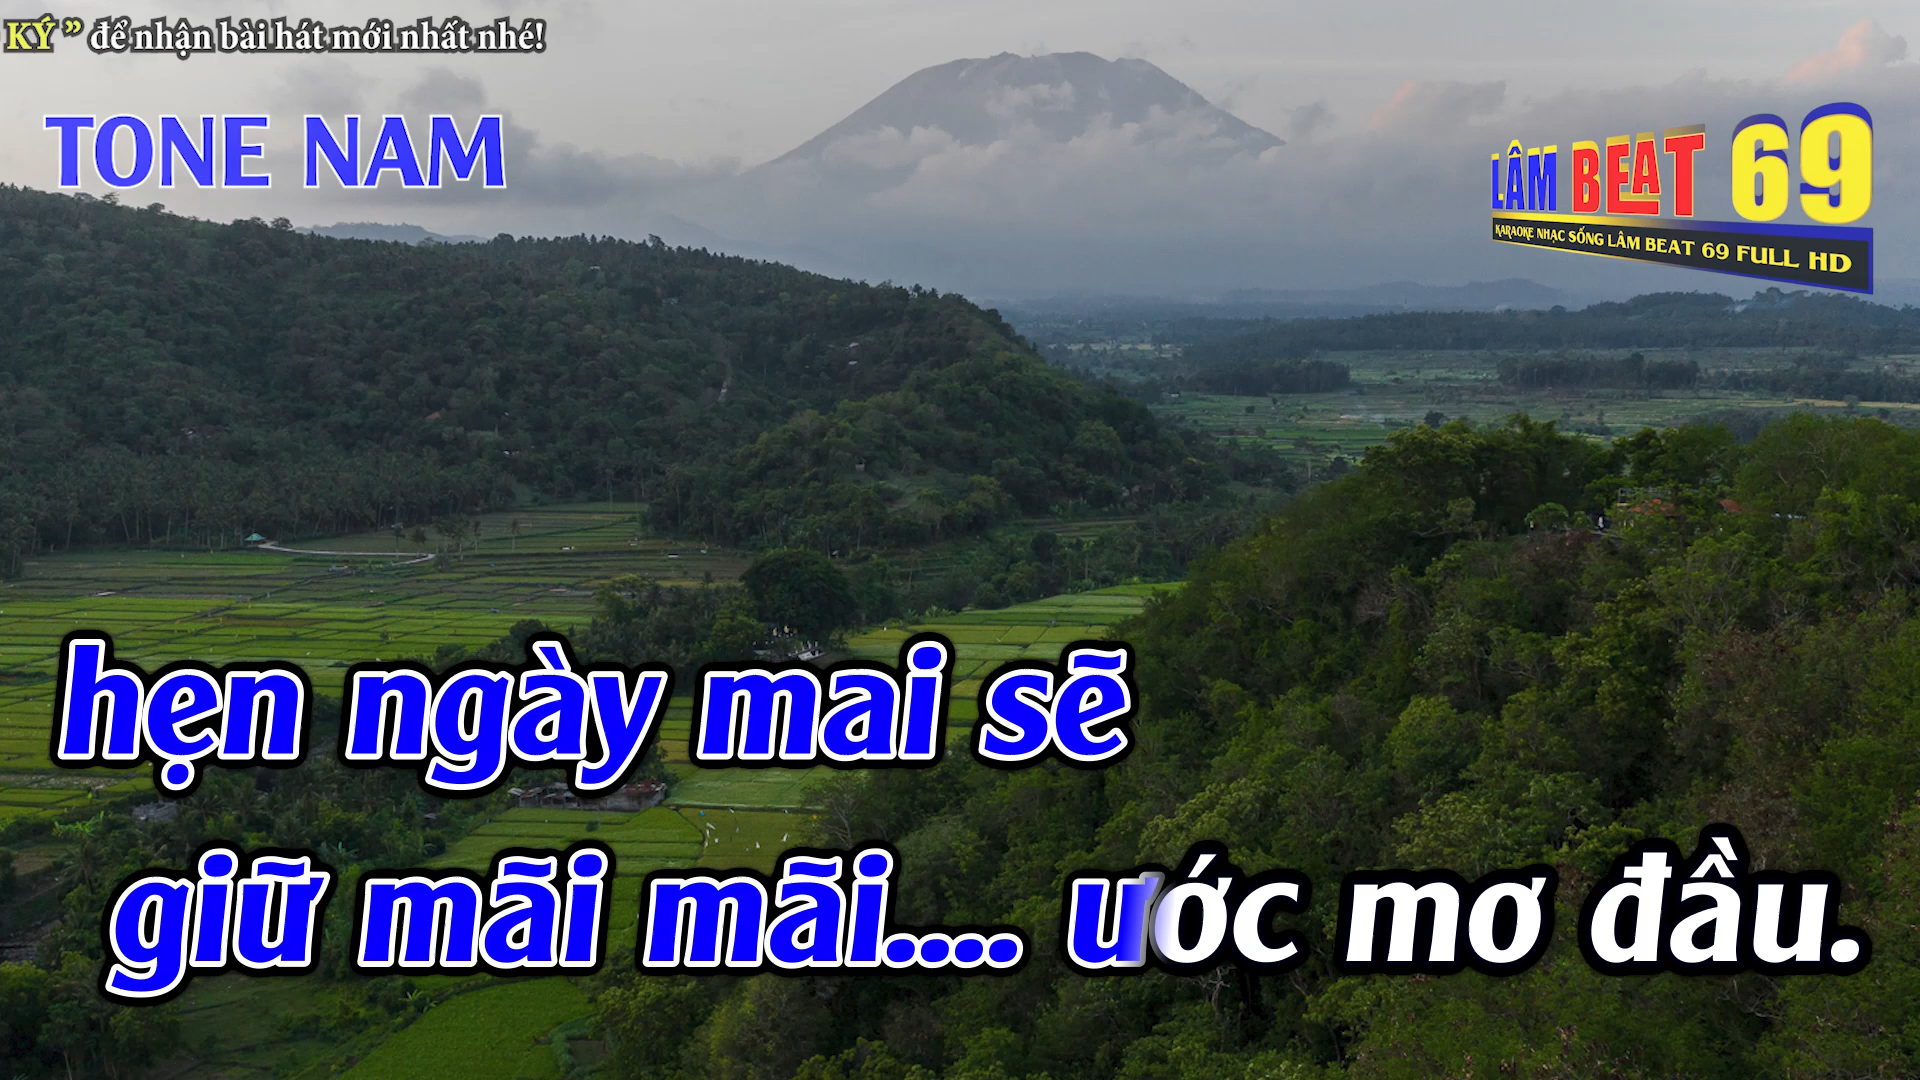 KÝ ” để nhận bài hát mới nhất nhé!
TONE NAM
LÂM BEAT 69
KARAOKE NHẠC SỐNG LÂM BEAT 69 FULL HD
hẹn ngày mai sẽ
giữ mãi mãi.... ước mơ đầu.